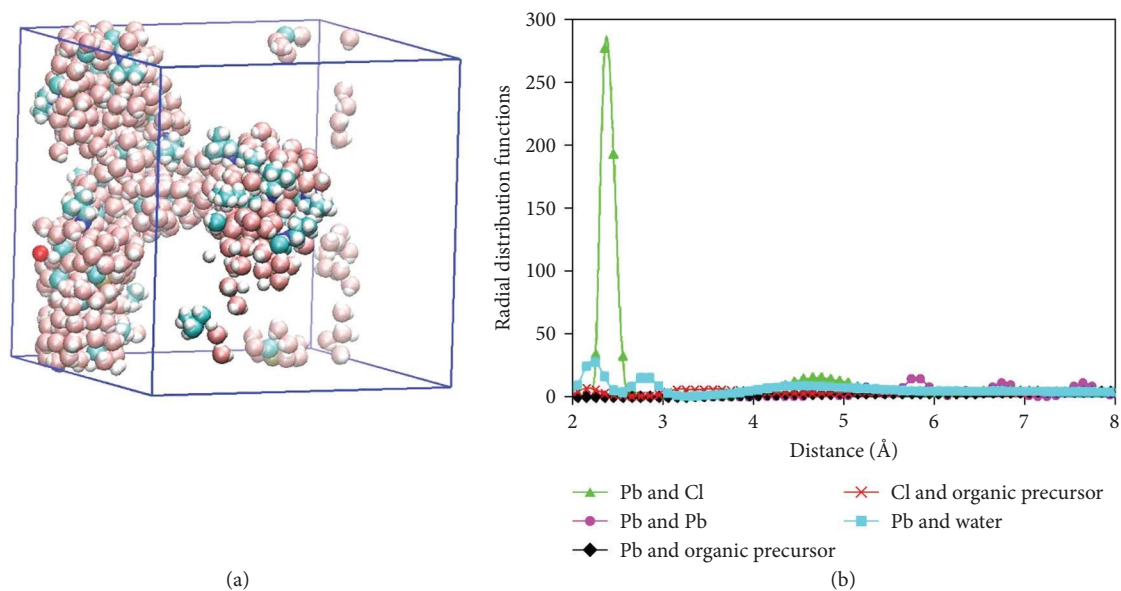 300
250
200
150
300
50
0
2
3
4
5
6
7
8
Radial distribution functions
Distance (Å)
Pb and Cl
Pb and Pb
Pb and organic precursor
Cl and organic precursor
Pb and water
(a)
(b)